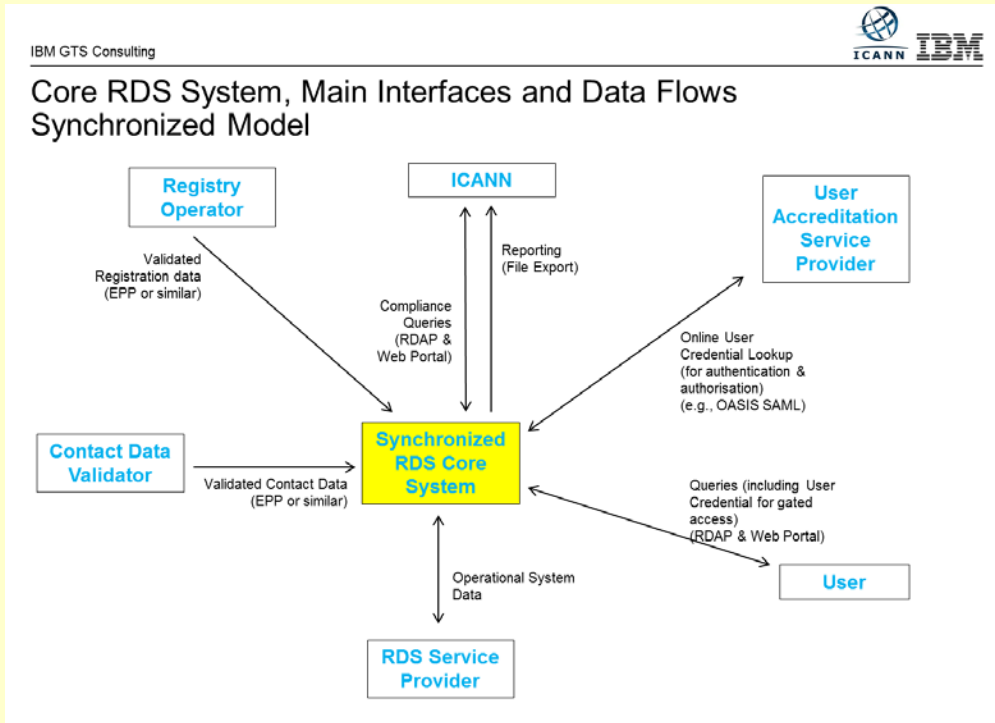 IBM GTS Consulting
ICANN
IBM
Core RDS System, Main Interfaces and Data Flows
Synchronized Model
Registry
Operator
ICANN
User
Accreditation
Service
Provider
Validated
Registration data
(EPP or similar)
Reporting
(File Export)
Compliance
Queries
(RDAP &
Web Portal)
Online User
Credential Lookup
(for authentication &
authorisation)
(e.g., OASIS SAML)
Contact Data
Validator
Synchronized
RDS Core
System
Validated Contact Data
(EPP or similar)
Queries (including User
Credential for gated
access)
(RDAP & Web Portal)
Operational System
Data
User
RDS Service
Provider